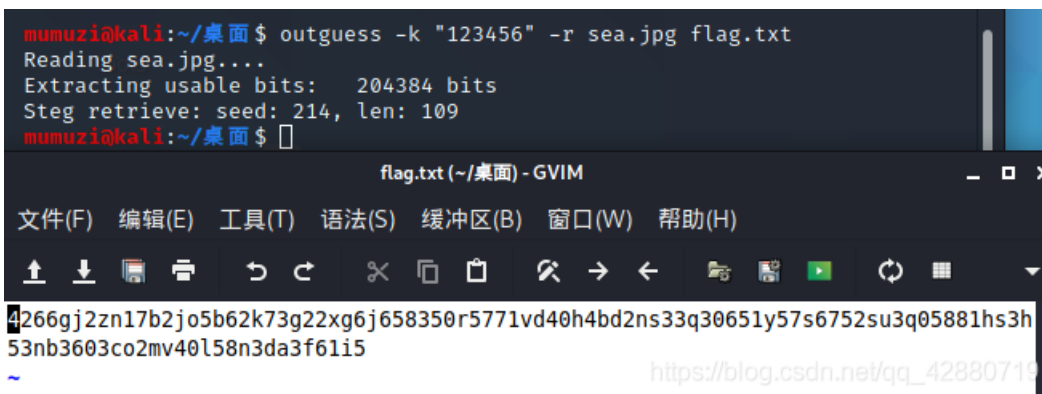 mumuzi@kali:~/桌面$ outguess -k "123456" -r sea.jpg flag.txt
Reading sea.jpg....
Extracting usable bits:   204384 bits
Steg retrieve: seed: 214, len: 109
mumuzi@kali:~/桌面$
flag.txt (~/桌面) - GVIM
文件(F) 编辑(E) 工具(T) 语法(S) 缓冲区(B) 窗口(W) 帮助(H)
4266gj2zn17b2jo5b62k73g22xg6j658350r5771vd40h4bd2ns33q30651y57s6752su3q05881hs3h
53nb3603co2mv40l58n3da3f61i5
~
https://blog.csdn.net/qq_42880719